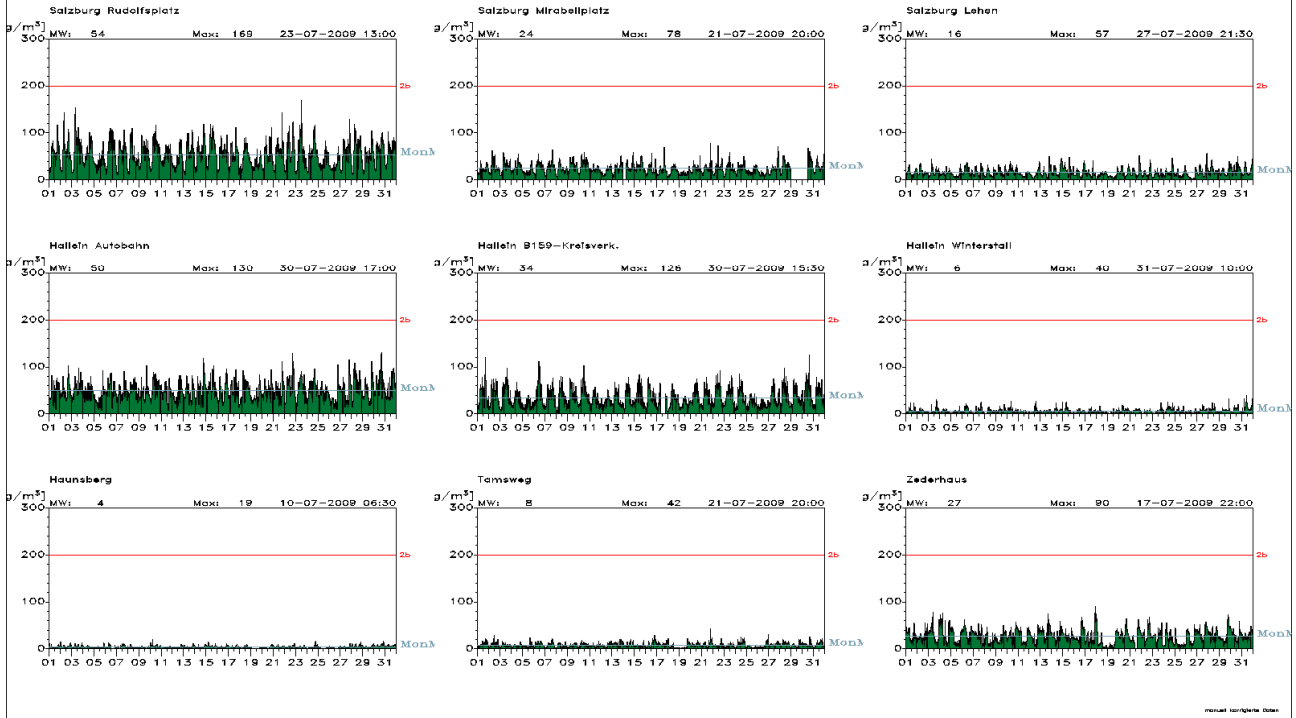 Salzburg Rudolfsplatz
g/m³] MW: 54 Max: 169 23-07-2009 13:00
300
200 2b
100 MonM
0
01 03 05 07 09 11 13 15 17 19 21 23 25 27 29 31
Salzburg Mirabellplatz
g/m³] MW: 24 Max: 78 21-07-2009 20:00
300
200 2b
100
MonM
0
01 03 05 07 09 11 13 15 17 19 21 23 25 27 29 31
Salzburg Lehen
g/m³] MW: 16 Max: 57 27-07-2009 21:30
300
200 2b
100
MonM
0
01 03 05 07 09 11 13 15 17 19 21 23 25 27 29 31
Hallein Autobahn
g/m³] MW: 50 Max: 130 30-07-2009 17:00
300
200 2b
100
MonM
0
01 03 05 07 09 11 13 15 17 19 21 23 25 27 29 31
Hallein B159-Kreisverk.
g/m³] MW: 34 Max: 126 30-07-2009 15:30
300
200 2b
100
MonM
0
01 03 05 07 09 11 13 15 17 19 21 23 25 27 29 31
Hallein Winterstall
g/m³] MW: 6 Max: 40 31-07-2009 10:00
300
200 2b
100
MonM
0
01 03 05 07 09 11 13 15 17 19 21 23 25 27 29 31
Haunsberg
g/m³] MW: 4 Max: 19 10-07-2009 06:30
300
200 2b
100
MonM
0
01 03 05 07 09 11 13 15 17 19 21 23 25 27 29 31
Tamsweg
g/m³] MW: 8 Max: 42 21-07-2009 20:00
300
200 2b
100
MonM
0
01 03 05 07 09 11 13 15 17 19 21 23 25 27 29 31
Zederhaus
g/m³] MW: 27 Max: 90 17-07-2009 22:00
300
200 2b
100
MonM
0
01 03 05 07 09 11 13 15 17 19 21 23 25 27 29 31
manuell korrigierte Daten